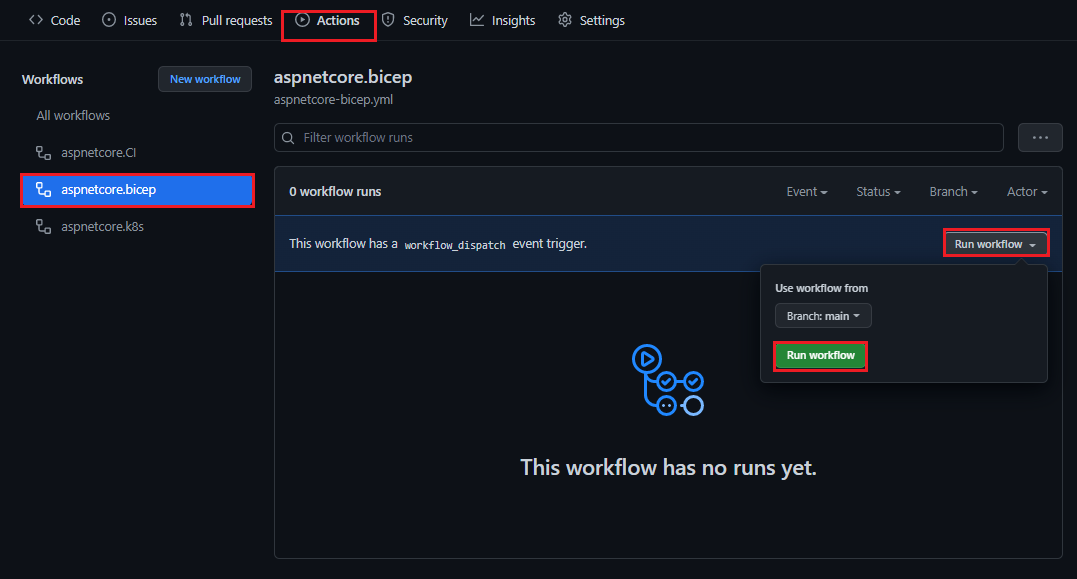 Code Issues Pull requests Actions Security Insights Settings
Workflows New workflow
All workflows
aspnetcore.CI
aspnetcore.bicep
aspnetcore.k8s
aspnetcore.bicep
aspnetcore-bicep.yml
Filter workflow runs ...
0 workflow runs Event Status Branch Actor
This workflow has a workflow_dispatch event trigger. Run workflow
Use workflow from
Branch: main
Run workflow
This workflow has no runs yet.